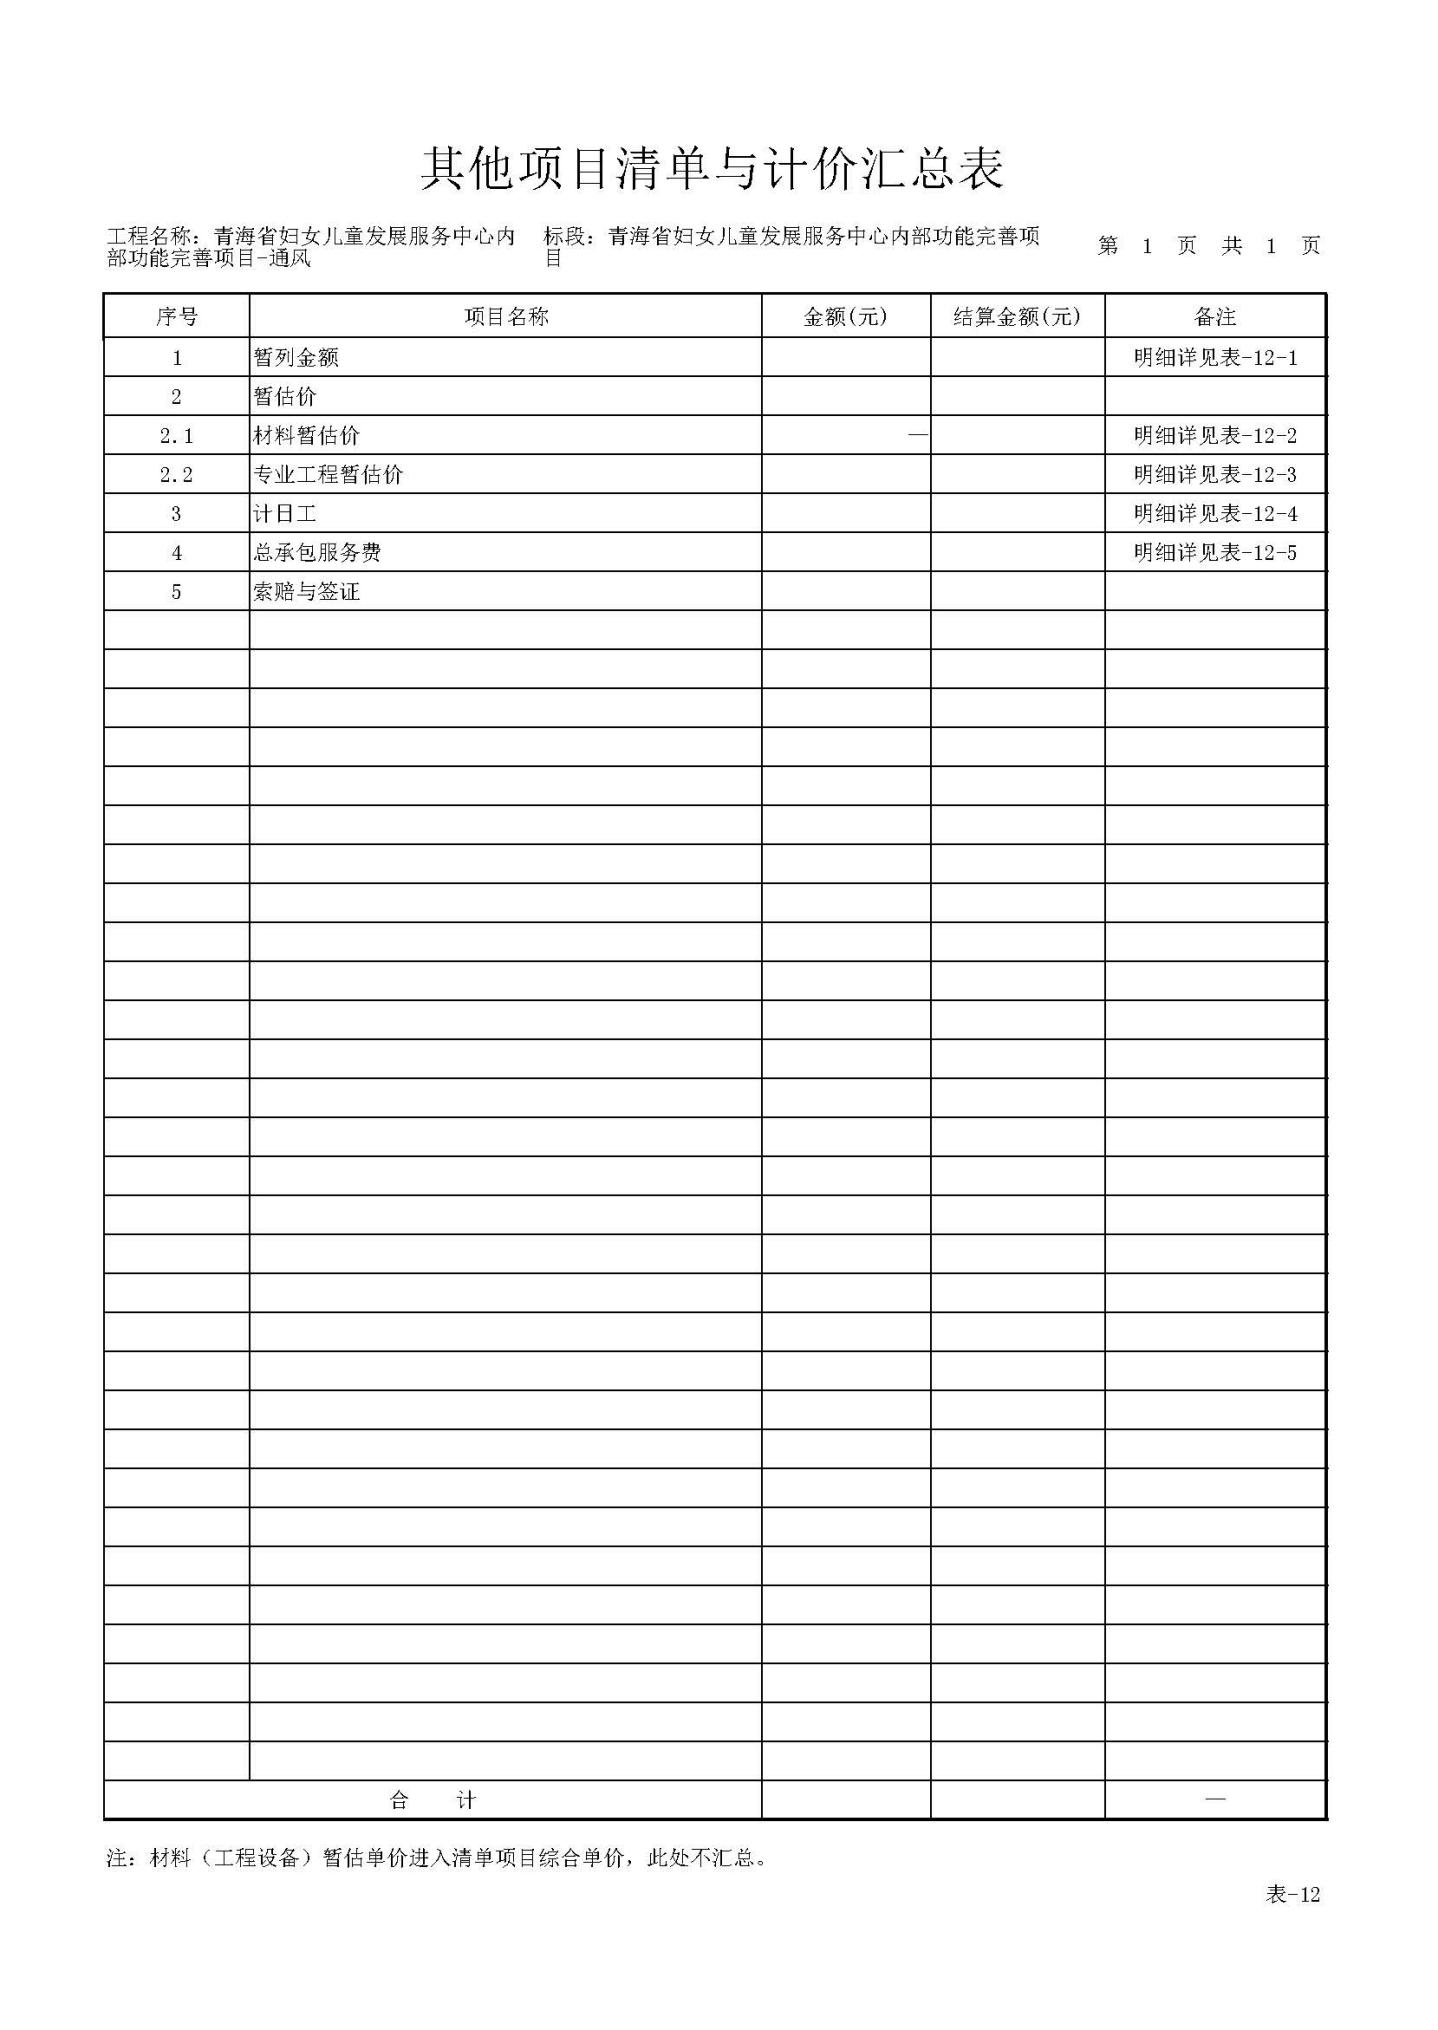 其他项目清单与计价汇总表
工程名称：青海省妇女儿童发展服务中心内
部功能完善项目-通风
标段：青海省妇女儿童发展服务中心内部功能完善项
目
第 1 页 共 1 页
序号 项目名称 金额(元) 结算金额(元) 备注
1 暂列金额 明细详见表-12-1
2 暂估价
2.1 材料暂估价 — 明细详见表-12-2
2.2 专业工程暂估价 明细详见表-12-3
3 计日工 明细详见表-12-4
4 总承包服务费 明细详见表-12-5
5 索赔与签证
合 计 —
注：材料（工程设备）暂估单价进入清单项目综合单价，此处不汇总。
表-12